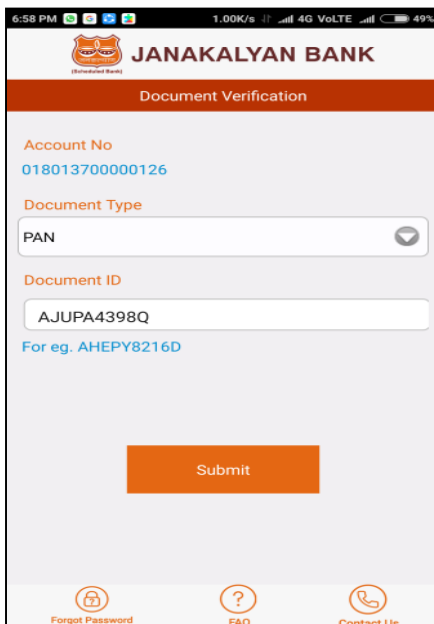 6:58 PM 1.00K/s 4G VoLTE 49%
JANAKALYAN BANK
(Scheduled Bank)
Document Verification
Account No
018013700000126
Document Type
PAN
Document ID
AJUPA4398Q
For eg. AHEPY8216D
Submit
Forgot Password FAQ Contact Us